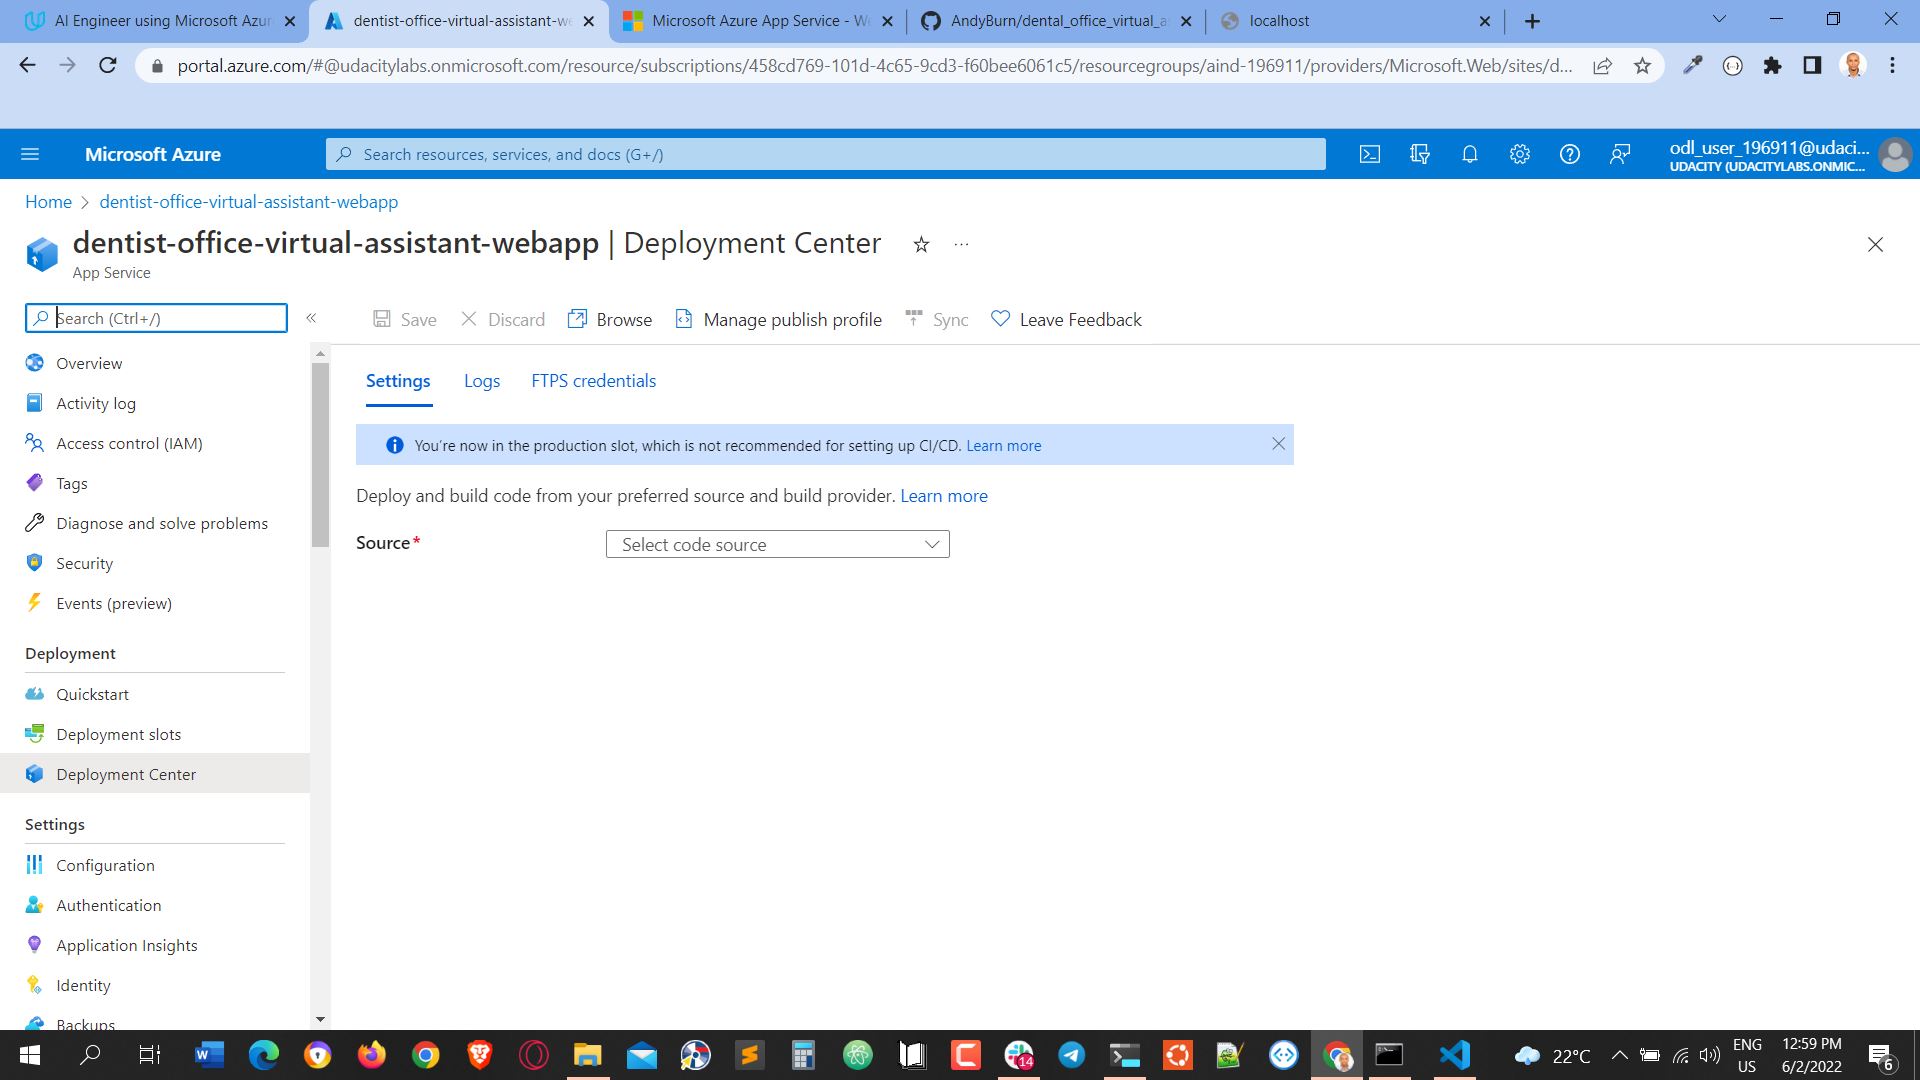 AI Engineer using Microsoft Azur
dentist-office-virtual-assistant-we
Microsoft Azure App Service - We
AndyBurn/dental_office_virtual_as
localhost
portal.azure.com/#@udacitylabs.onmicrosoft.com/resource/subscriptions/458cd769-101d-4c65-9cd3-f60bee6061c5/resourcegroups/aind-196911/providers/Microsoft.Web/sites/d...
Microsoft Azure
Search resources, services, and docs (G+/)
odl_user_196911@udaci...
UDACITY (UDACITYLABS.ONMIC...
Home
dentist-office-virtual-assistant-webapp
dentist-office-virtual-assistant-webapp | Deployment Center
App Service
Search (Ctrl+/)
Save
Discard
Browse
Manage publish profile
Sync
Leave Feedback
Overview
Activity log
Access control (IAM)
Tags
Diagnose and solve problems
Security
Events (preview)
Deployment
Quickstart
Deployment slots
Deployment Center
Settings
Configuration
Authentication
Application Insights
Identity
Backups
Settings
Logs
FTPS credentials
You're now in the production slot, which is not recommended for setting up CI/CD. Learn more
Deploy and build code from your preferred source and build provider. Learn more
Source*
Select code source
14
22°C
ENG
US
12:59 PM
6/2/2022
6